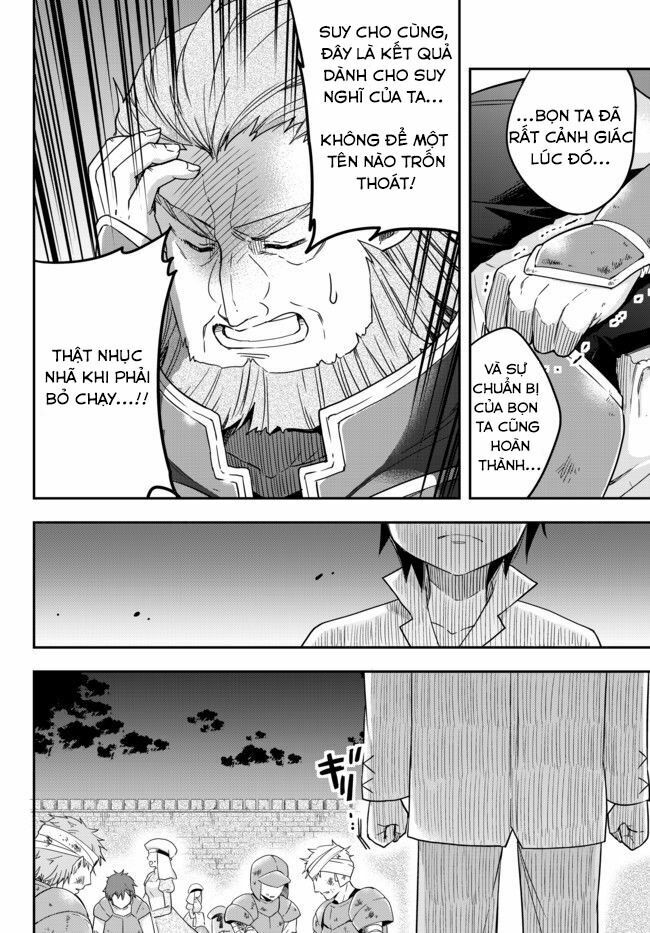 ...BỌN TA ĐÃ
RẤT CẢNH GIÁC
LÚC ĐÓ...
VÀ SỰ
CHUẨN BỊ
CỦA BỌN
TA CŨNG
HOÀN
THÀNH...
SUY CHO CÙNG,
ĐÂY LÀ KẾT QUẢ
DÀNH CHO SUY
NGHĨ CỦA TA...
KHÔNG ĐỂ MỘT
TÊN NÀO TRỐN
THOÁT!
THẬT NHỤC
NHÃ KHI PHẢI
BỎ CHẠY...!!
ギュッ…